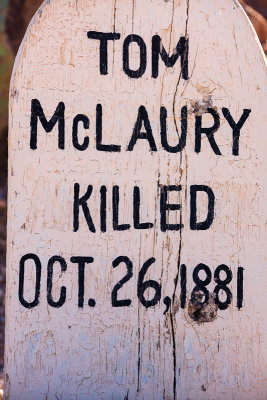 TOM
McLAURY
KILLED
OCT. 26, 1881